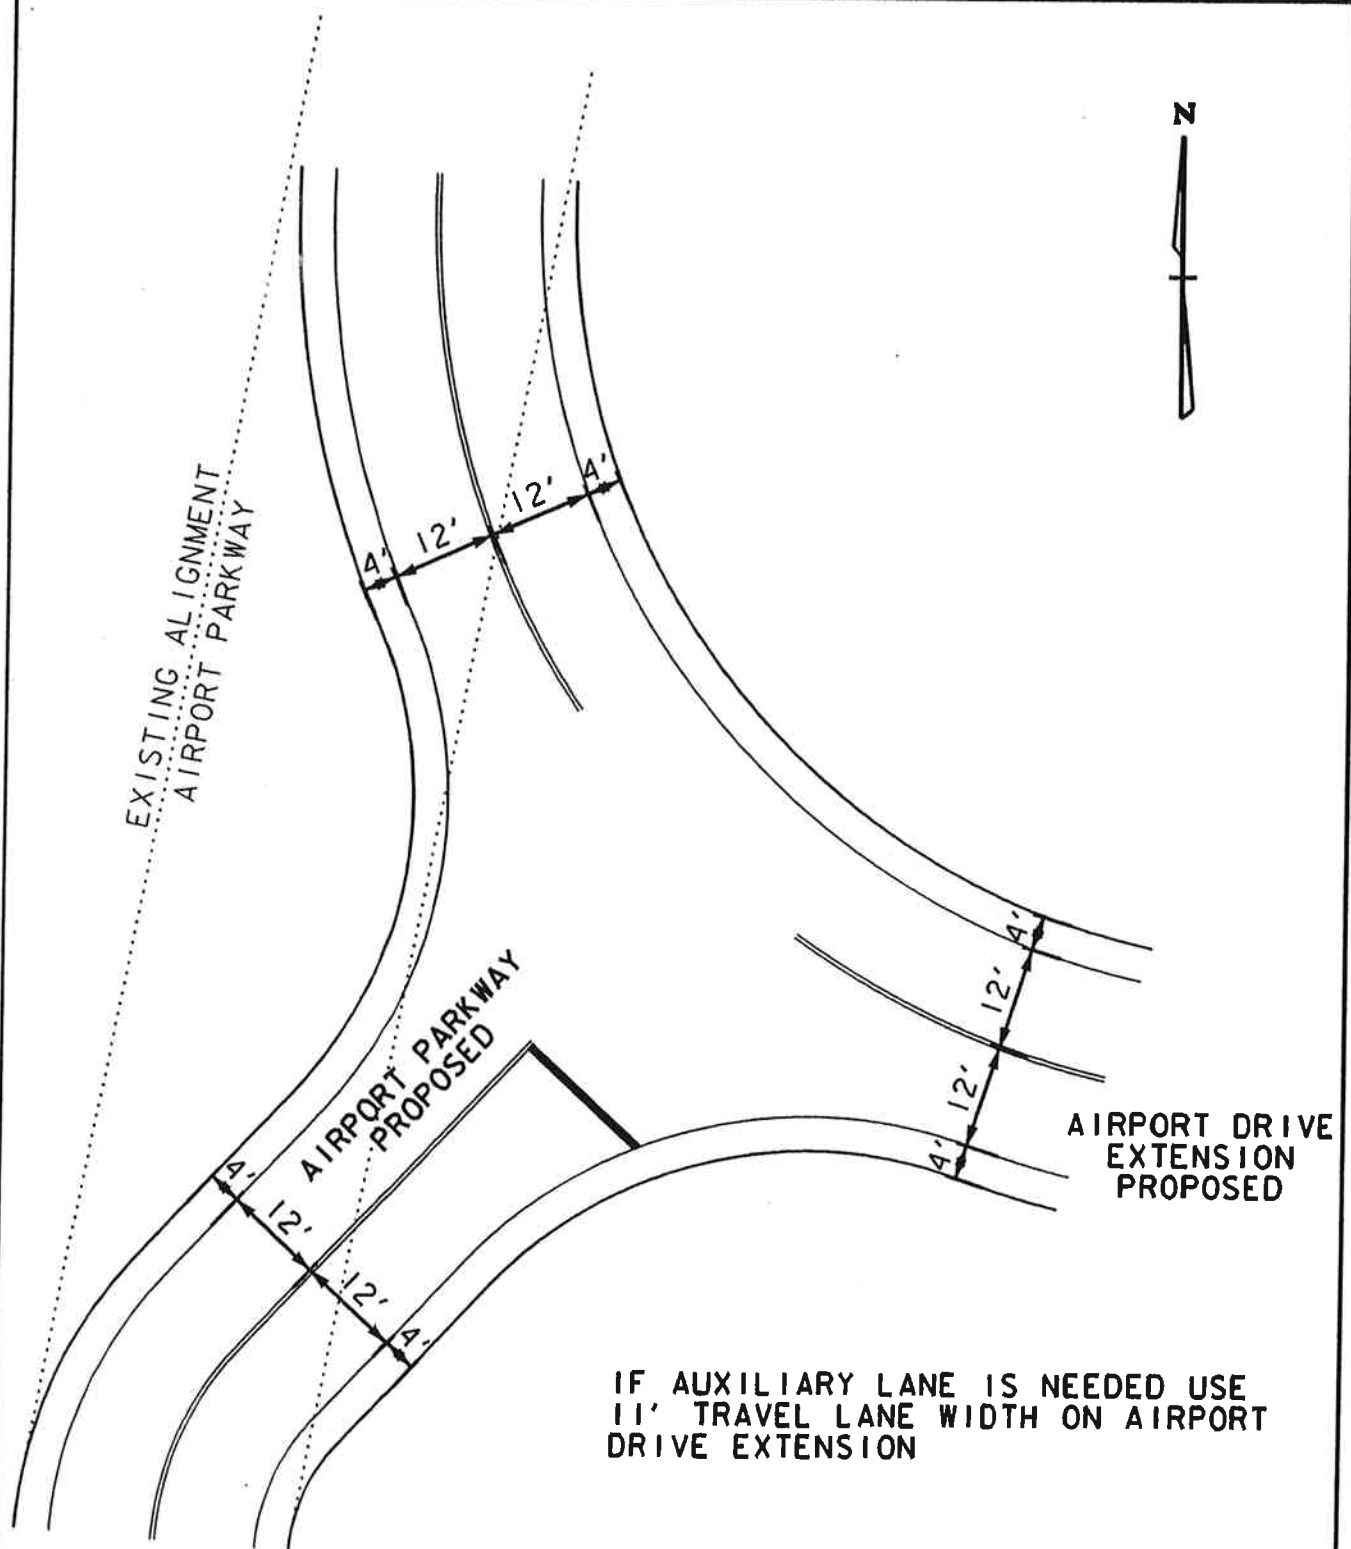 N
4'
12'
12'
4'
EXISTING ALIGNMENT
AIRPORT PARKWAY
4'
12'
12'
4'
AIRPORT PARKWAY
PROPOSED
AIRPORT DRIVE
EXTENSION
PROPOSED
4'
12'
12'
4'
IF AUXILIARY LANE IS NEEDED USE
11' TRAVEL LANE WIDTH ON AIRPORT
DRIVE EXTENSION